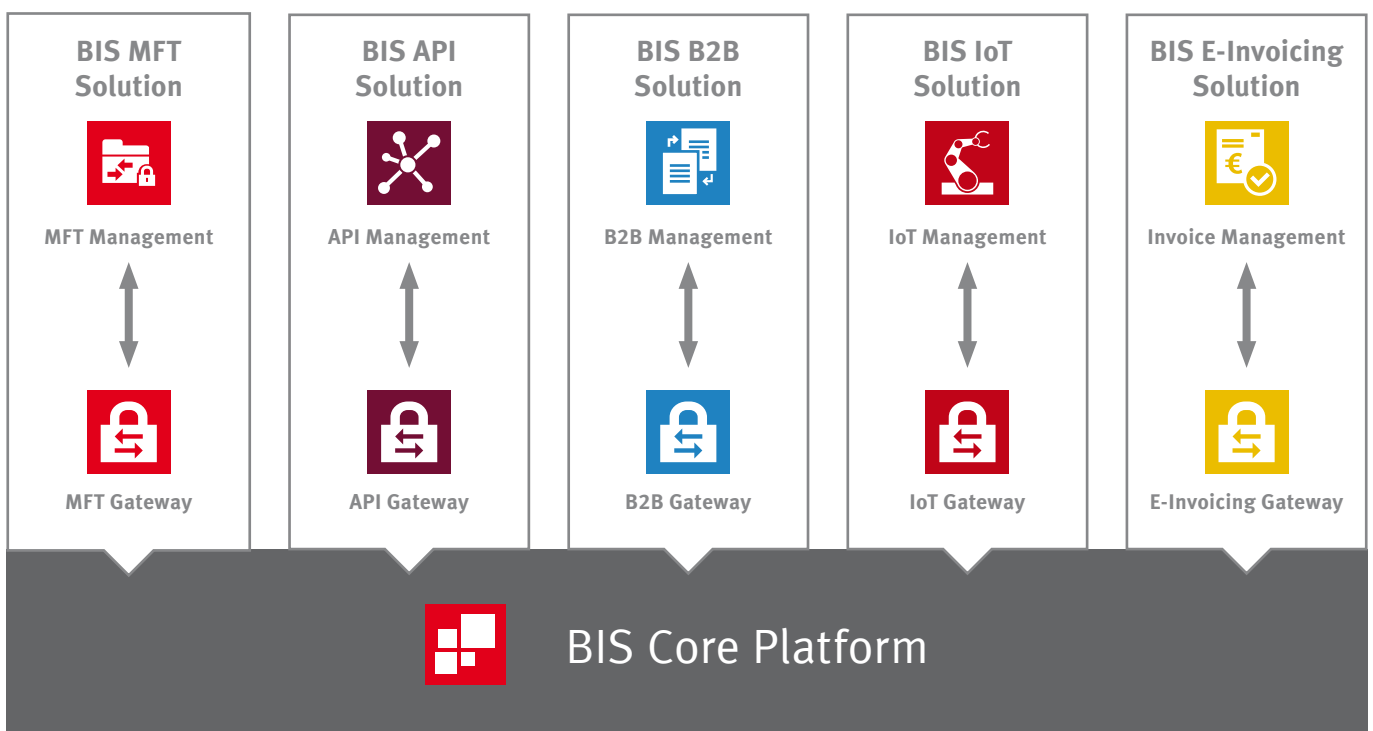 BIS MFT
Solution
BIS API
Solution
BIS B2B
Solution
BIS IoT
Solution
BIS E-Invoicing
Solution
€
MFT Management
API Management
B2B Management
IoT Management
Invoice Management
MFT Gateway
API Gateway
B2B Gateway
IoT Gateway
E-Invoicing Gateway
BIS Core Platform